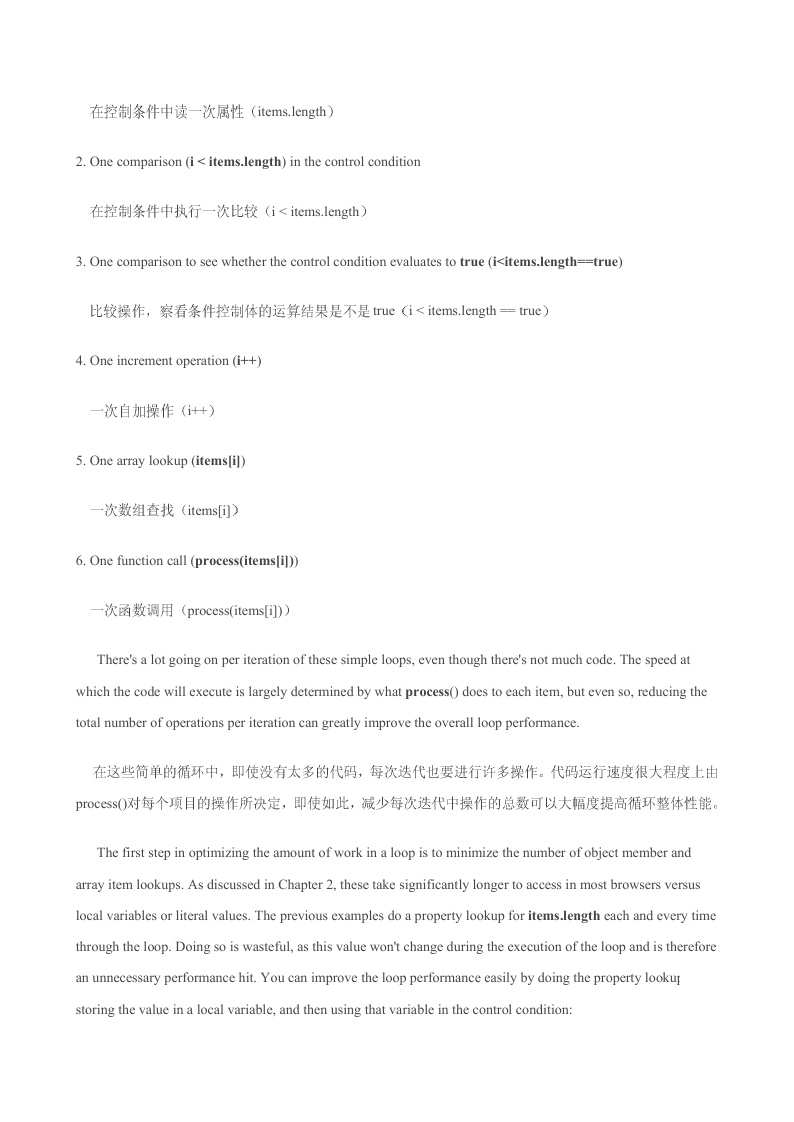 在控制条件中读一次属性（items.length）
2. One comparison (i < items.length) in the control condition
在控制条件中执行一次比较（i < items.length）
3. One comparison to see whether the control condition evaluates to true (i<items.length==true)
比较操作，察看条件控制体的运算结果是不是 true（i < items.length == true）
4. One increment operation (i++)
一次自加操作（i++）
5. One array lookup (items[i])
一次数组查找（items[i]）
6. One function call (process(items[i]))
一次函数调用（process(items[i])）
There's a lot going on per iteration of these simple loops, even though there's not much code. The speed at
which the code will execute is largely determined by what process() does to each item, but even so, reducing the
total number of operations per iteration can greatly improve the overall loop performance.
在这些简单的循环中，即使没有太多的代码，每次迭代也要进行许多操作。代码运行速度很大程度上由
process()对每个项目的操作所决定，即使如此，减少每次迭代中操作的总数可以大幅度提高循环整体性能。
The first step in optimizing the amount of work in a loop is to minimize the number of object member and
array item lookups. As discussed in Chapter 2, these take significantly longer to access in most browsers versus
local variables or literal values. The previous examples do a property lookup for items.length each and every time
through the loop. Doing so is wasteful, as this value won't change during the execution of the loop and is therefore
an unnecessary performance hit. You can improve the loop performance easily by doing the property
storing the value in a local variable, and then using that variable in the control condition: